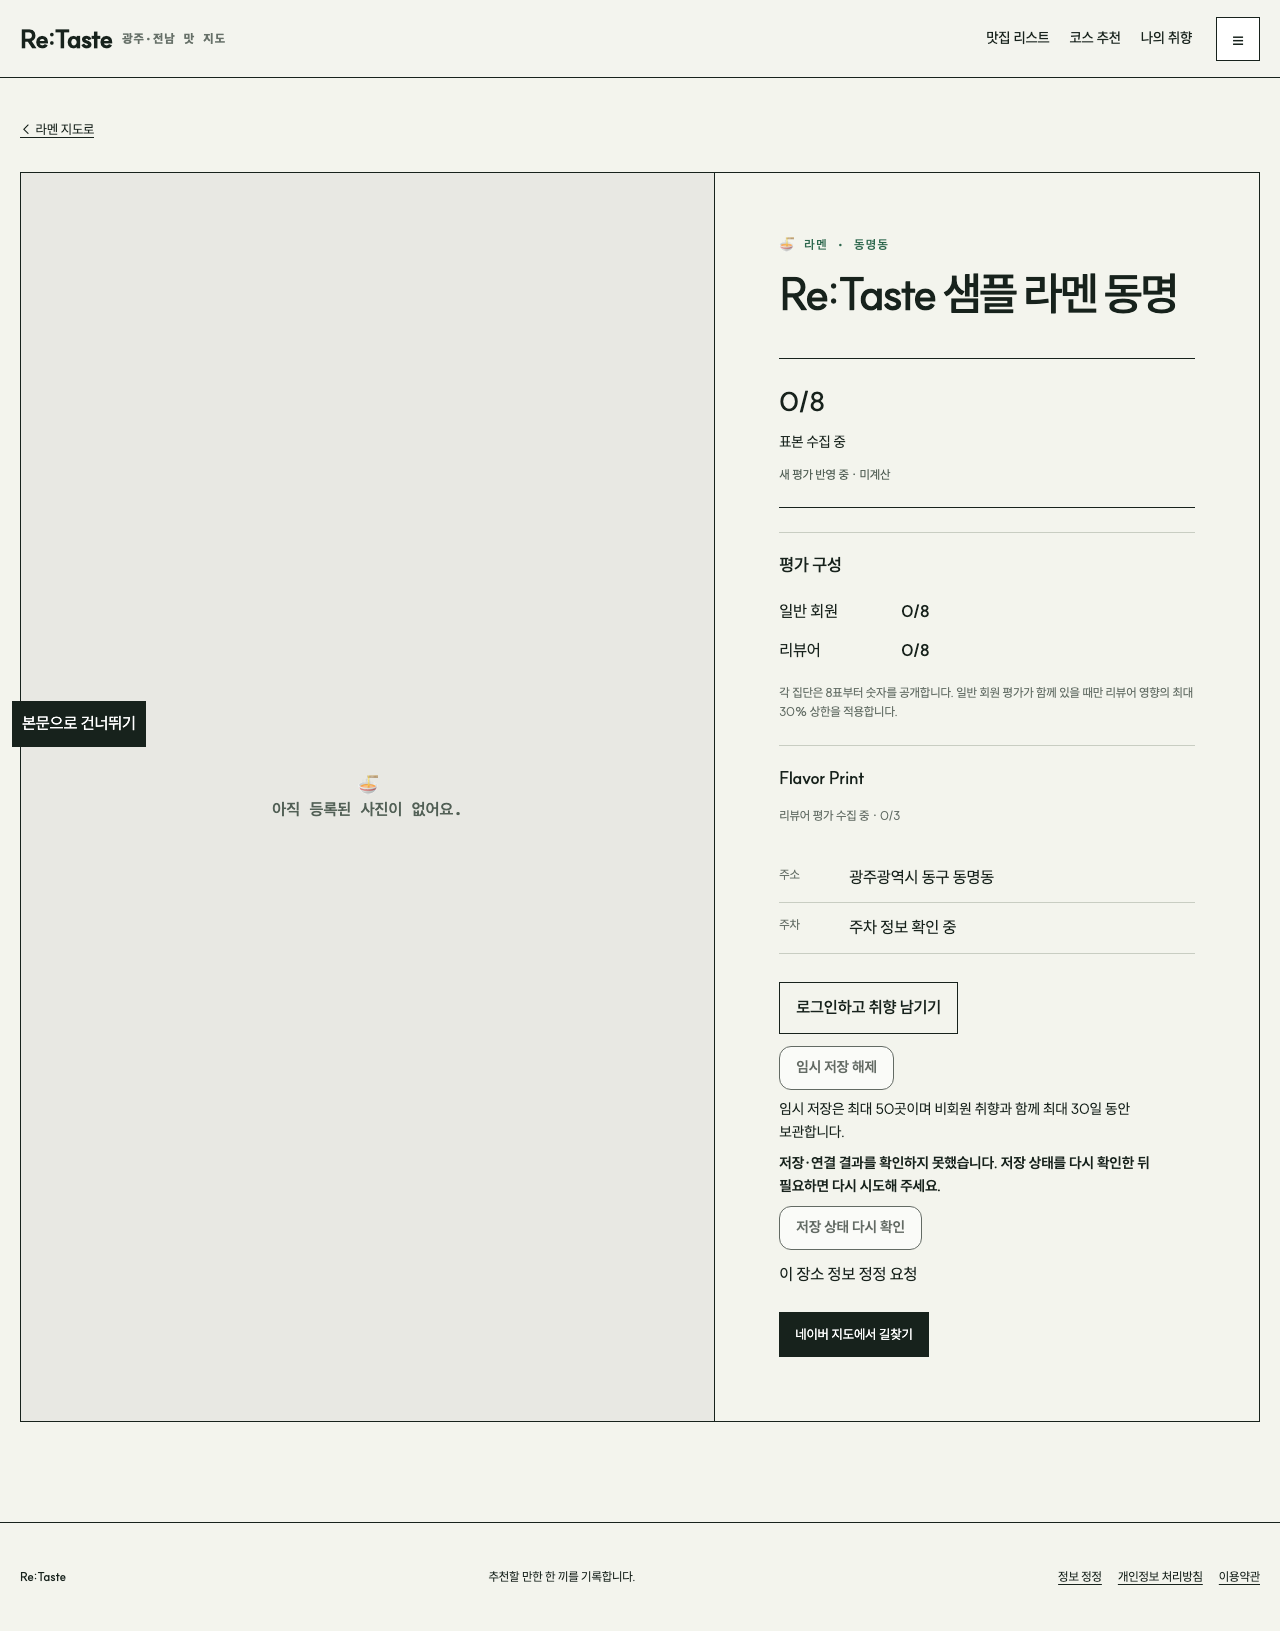 Re:Taste 광주·전남 맛 지도
맛집 리스트 코스 추천 나의 취향
라멘 지도로
라멘 · 동명동
Re:Taste 샘플 라멘 동명
0/8
표본 수집 중
새 평가 반영 중 · 미계산
평가 구성
일반 회원 0/8
리뷰어 0/8
각 집단은 8표부터 숫자를 공개합니다. 일반 회원 평가가 함께 있을 때만 리뷰어 영향의 최대
30% 상한을 적용합니다.
본문으로 건너뛰기
아직 등록된 사진이 없어요.
Flavor Print
리뷰어 평가 수집 중 · 0/3
주소 광주광역시 동구 동명동
주차 주차 정보 확인 중
로그인하고 취향 남기기
임시 저장 해제
임시 저장은 최대 50곳이며 비회원 취향과 함께 최대 30일 동안
보관합니다.
저장·연결 결과를 확인하지 못했습니다. 저장 상태를 다시 확인한 뒤
필요하면 다시 시도해 주세요.
저장 상태 다시 확인
이 장소 정보 정정 요청
네이버 지도에서 길찾기
Re:Taste
추천할 만한 한 끼를 기록합니다.
정보 정정 개인정보 처리방침 이용약관